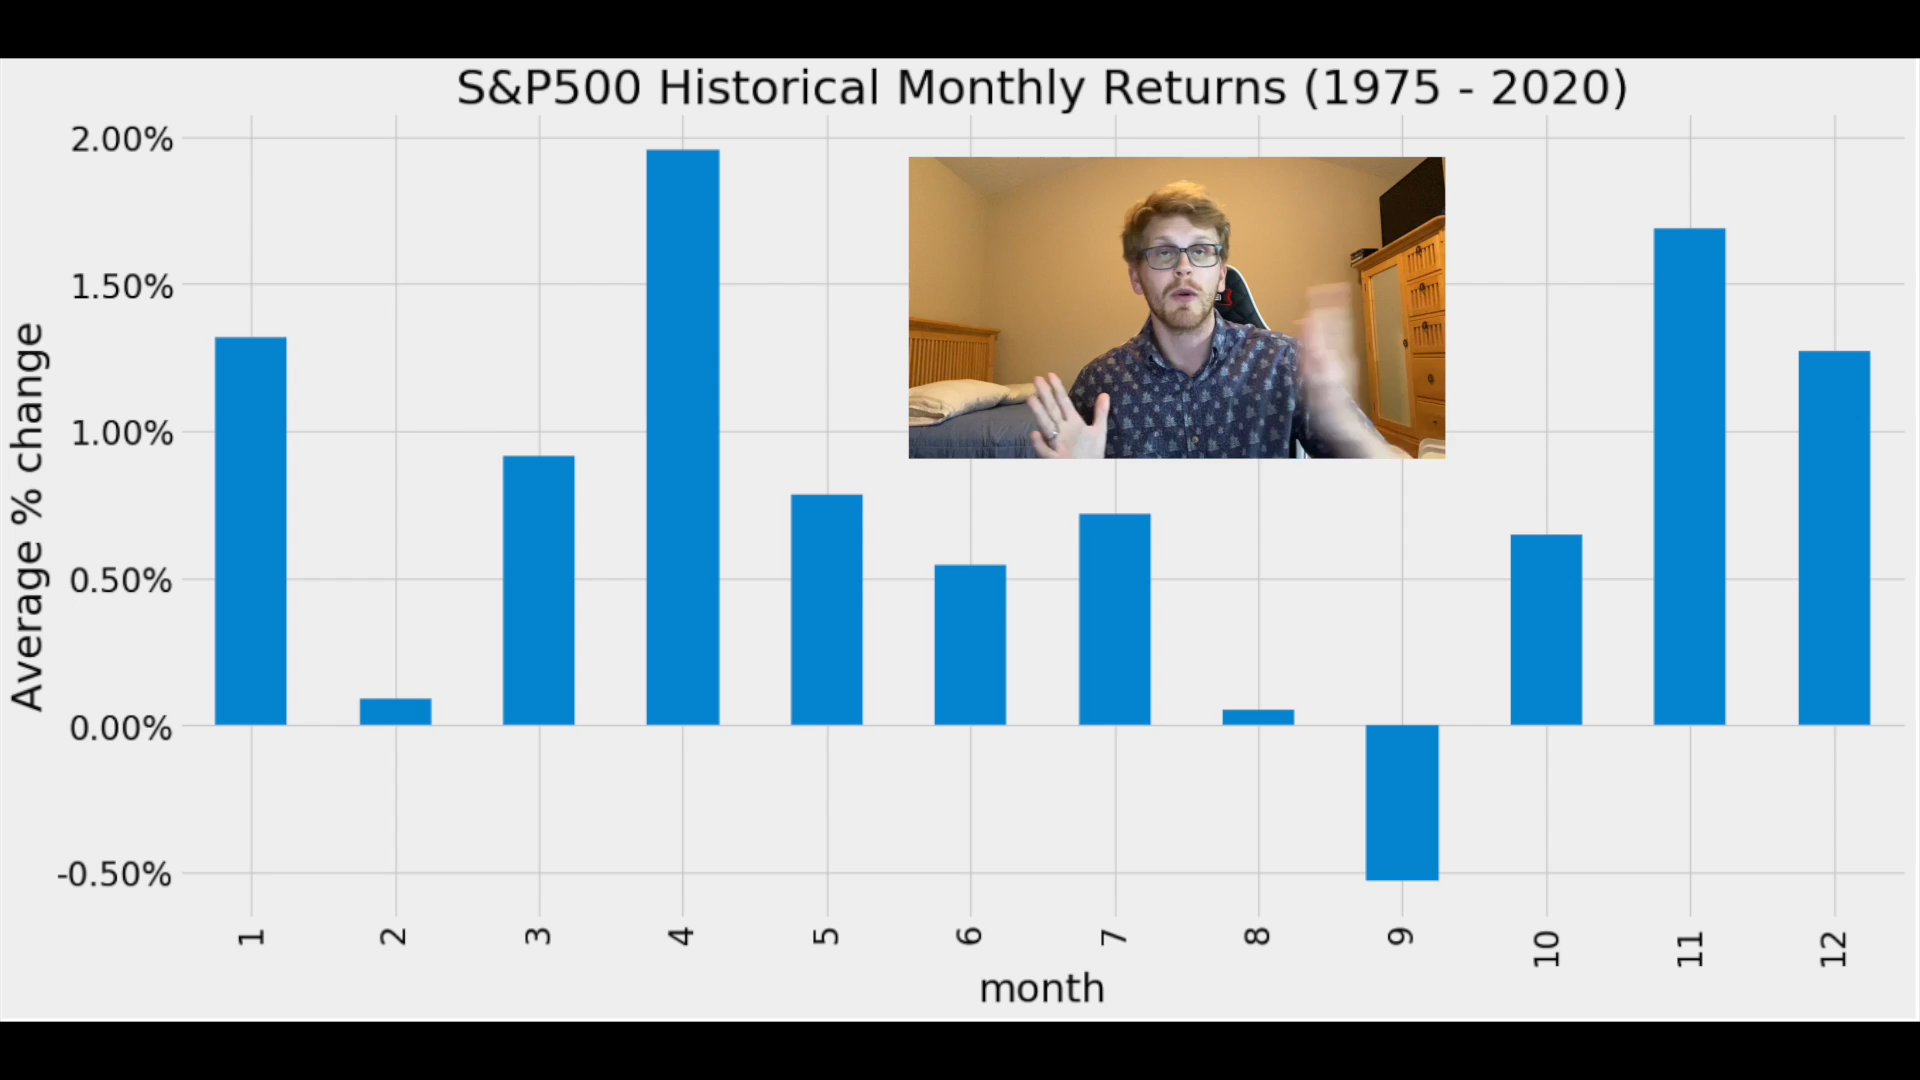 S&P500 Historical Monthly Returns (1975 - 2020)
2.00%
1.50%
1.00%
0.50%
0.00%
-0.50%
Average % change
1 2 3 4 5 6 7 8 9 10 11 12
month